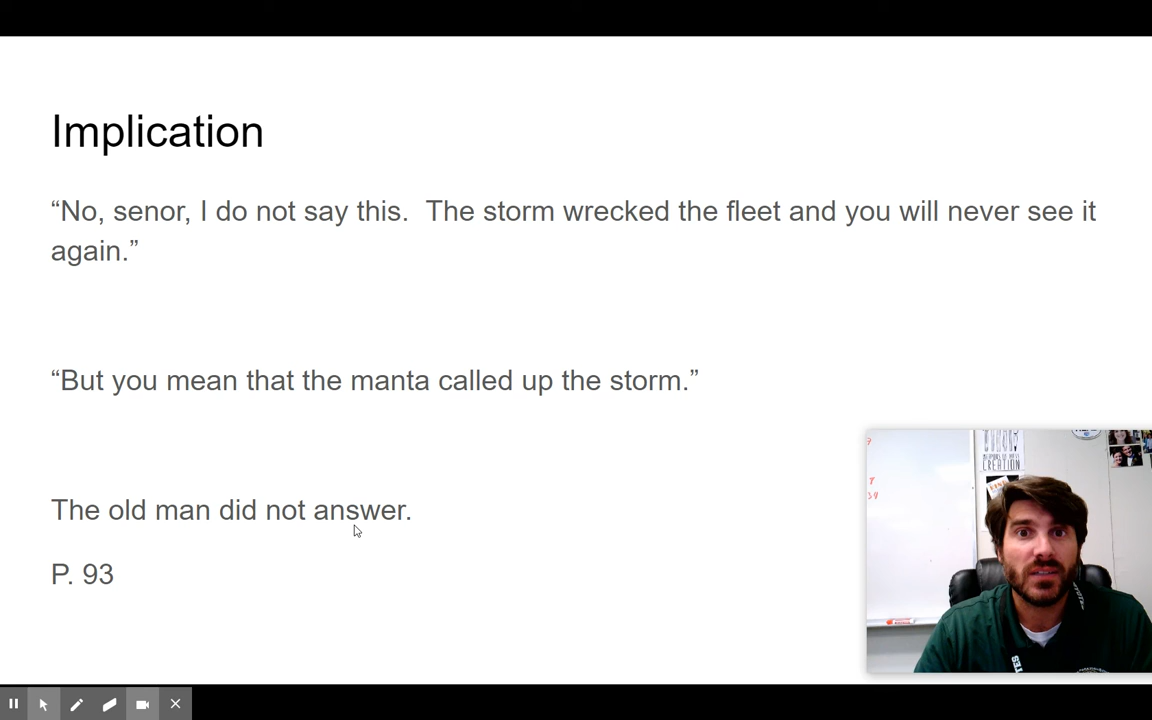 Implication
“No, senor, I do not say this.  The storm wrecked the fleet and you will never see it
again.”
“But you mean that the manta called up the storm.”
The old man did not answer.
P. 93
CREATION